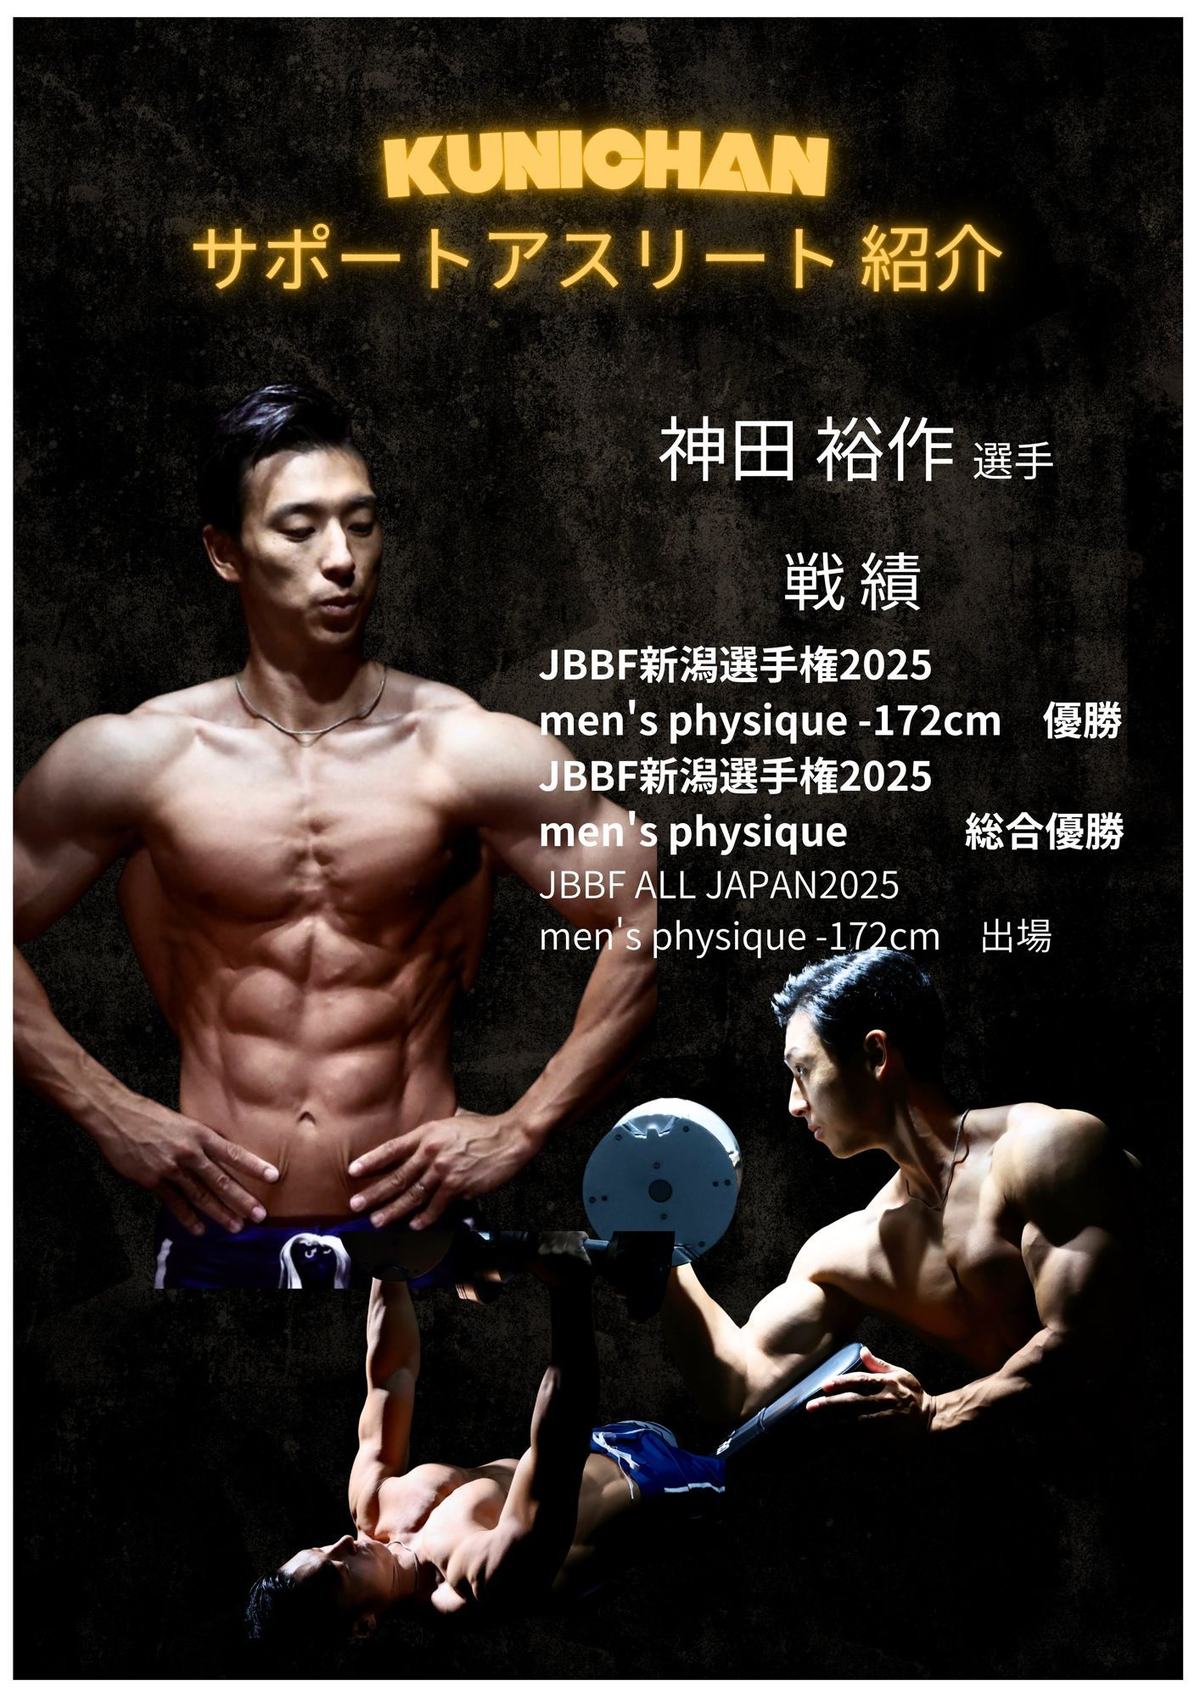 KUNICHAN
サポートアスリート 紹介
神田 裕作 選手
戦績
JBBF新潟選手権2025
men's physique -172cm 優勝
JBBF新潟選手権2025
men's physique 総合優勝
JBBF ALL JAPAN2025
men's physique -172cm 出場